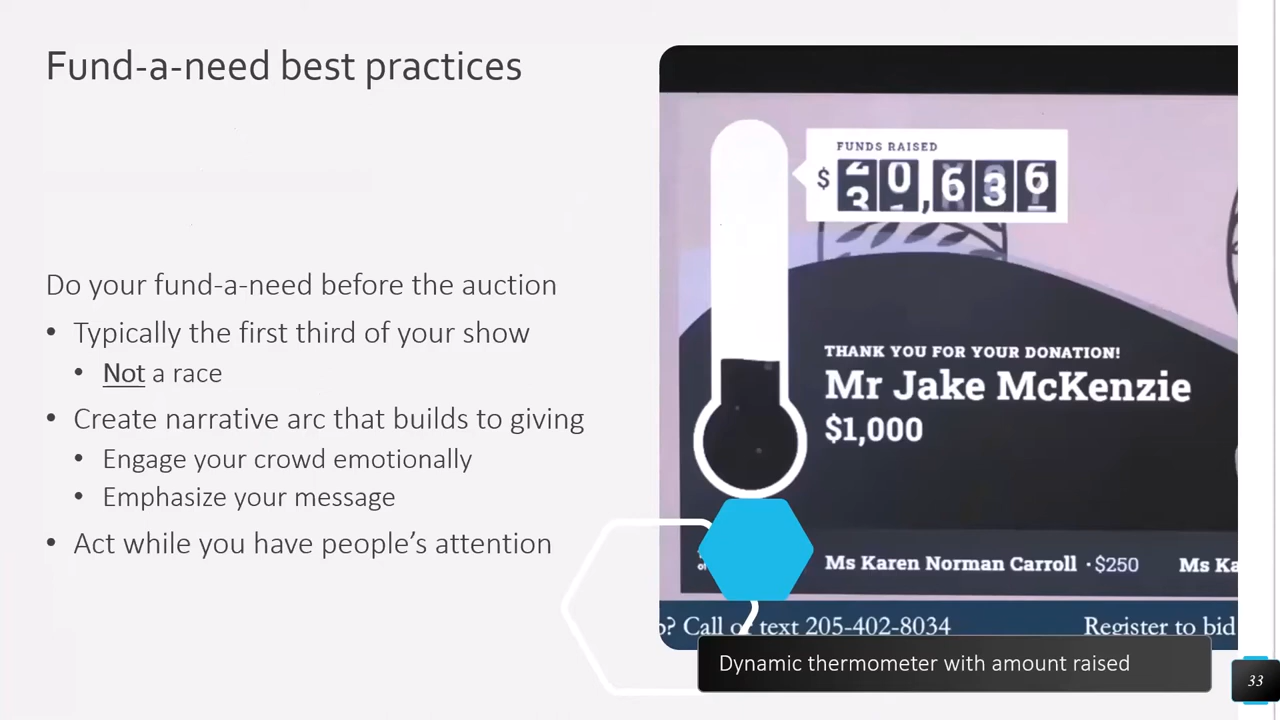 Fund-a-need best practices
Do your fund-a-need before the auction
• Typically the first third of your show
• Not a race
• Create narrative arc that builds to giving
• Engage your crowd emotionally
• Emphasize your message
• Act while you have people’s attention
FUNDS RAISED
$
THANK YOU FOR YOUR DONATION!
Mr Jake McKenzie
$1,000
Ms Karen Norman Carroll · $250 Ms
Call or text 205-402-8034 Register to bid
Dynamic thermometer with amount raised
33